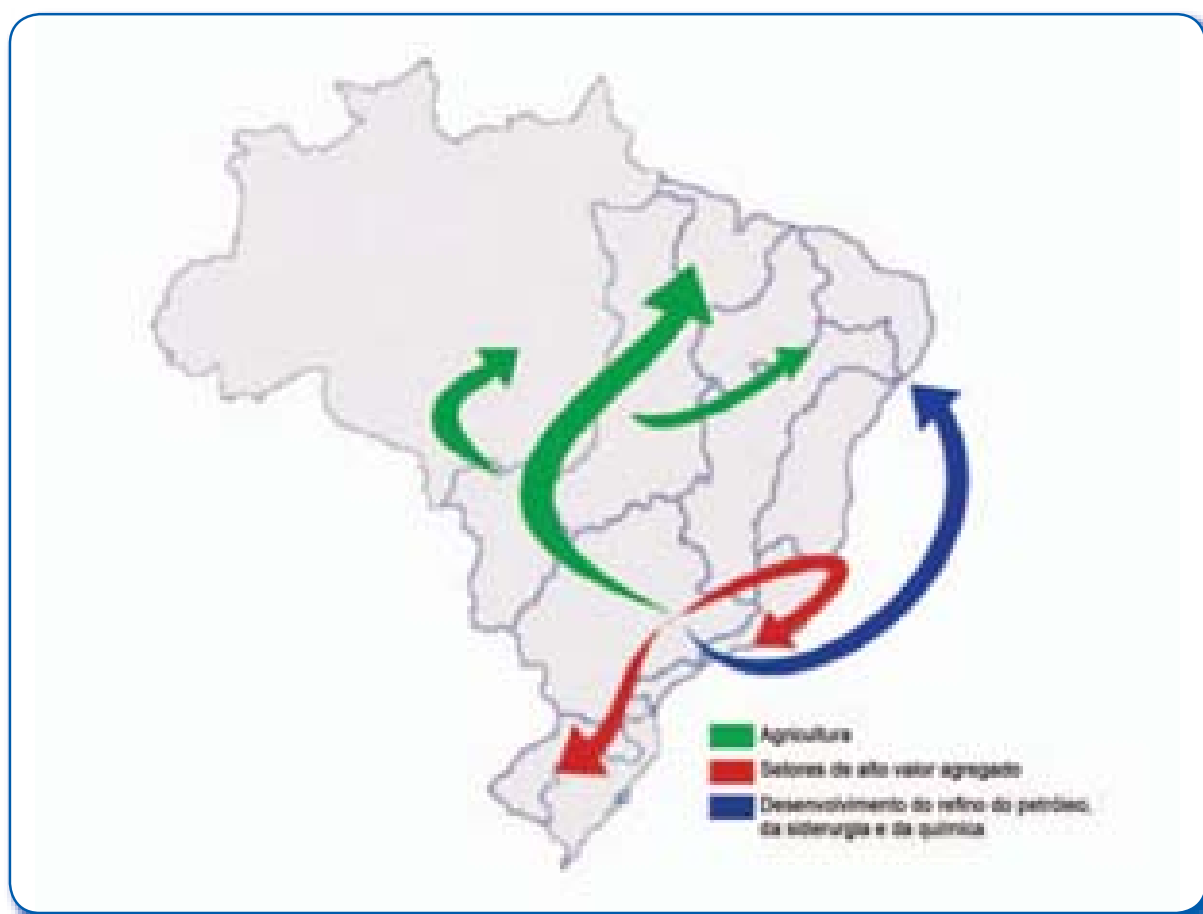 Agricultura
Setores de alto valor agregado
Desenvolvimento do refino do petróleo,
da siderurgia e da química